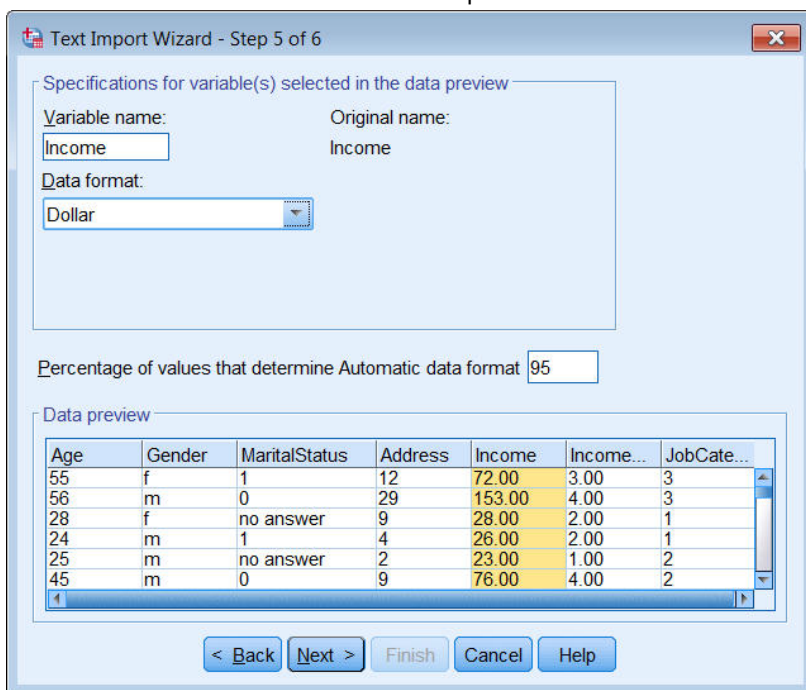 Text Import Wizard - Step 5 of 6
Specifications for variable(s) selected in the data preview
Variable name: Original name:
Income Income
Data format:
Dollar
Percentage of values that determine Automatic data format 95
Data preview
Age Gender MaritalStatus Address Income Income... JobCate...
55 f 1 12 72.00 3.00 3
56 m 0 29 153.00 4.00 3
28 f no answer 9 28.00 2.00 1
24 m 1 4 26.00 2.00 1
25 m no answer 2 23.00 1.00 2
45 m 0 9 76.00 4.00 2
< Back Next > Finish Cancel Help